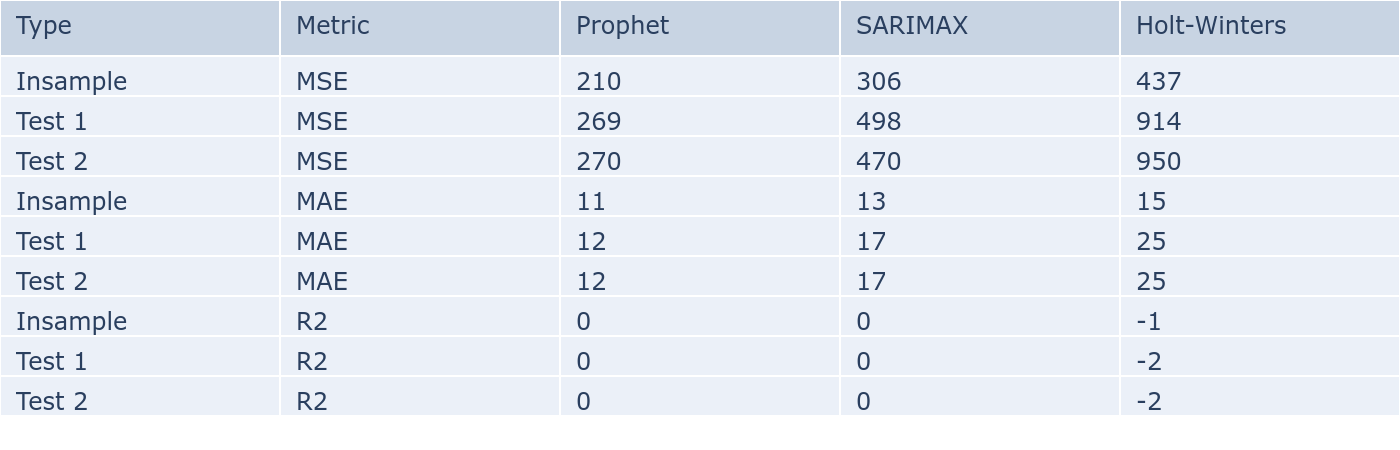 Type Metric Prophet SARIMAX Holt-Winters
Insample MSE 210 306 437
Test 1 MSE 269 498 914
Test 2 MSE 270 470 950
Insample MAE 11 13 15
Test 1 MAE 12 17 25
Test 2 MAE 12 17 25
Insample R2 0 0 -1
Test 1 R2 0 0 -2
Test 2 R2 0 0 -2